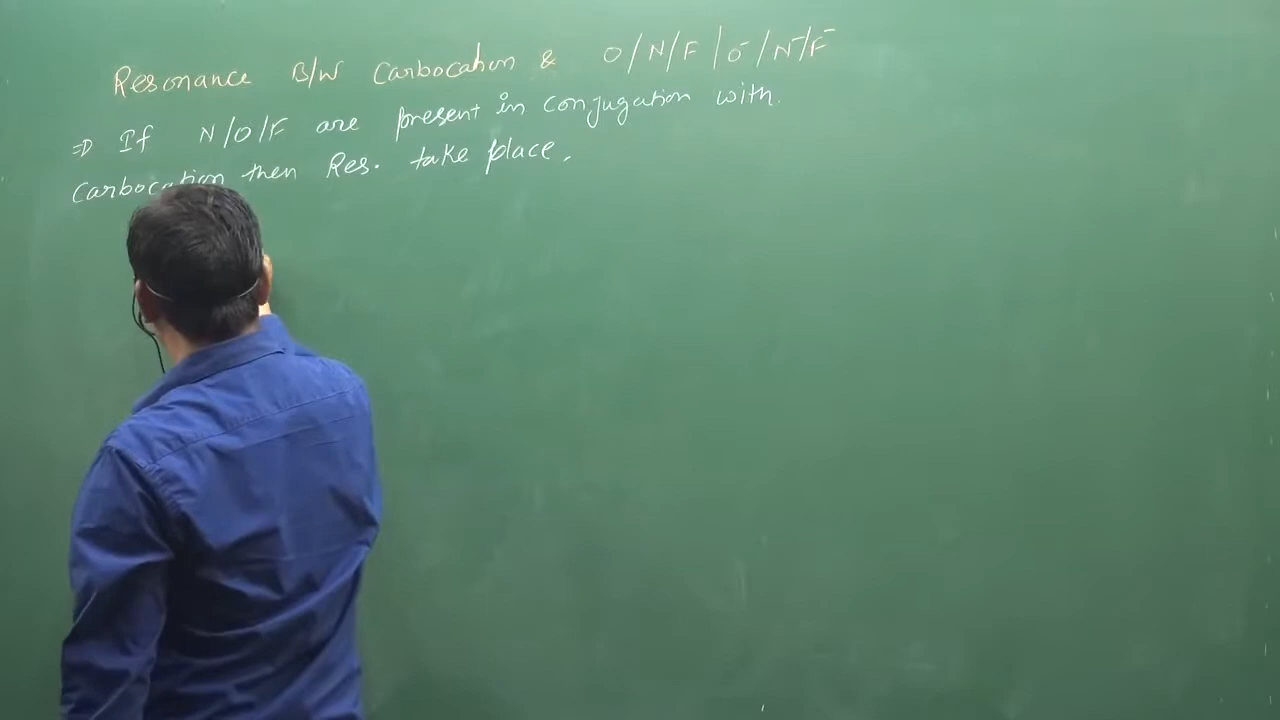 Resonance B/W Carbocation & O/N/F | O⁻/N⁻/F⁻
⇒ If N/O/F are present in conjugation with
Carbocation then Res. take place.